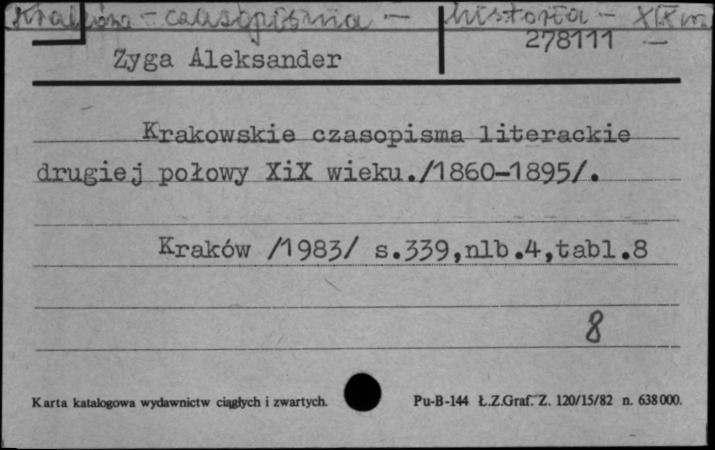 Kraków - czasopisma - historia - XIX w.
278111 —
Zyga Aleksander
Krakowskie czasopisma literackie
drugiej połowy XiX wieku./1860-1895/.
Kraków /1983/ s.339,nlb.4,tabl.8
8
Karta katalogowa wydawnictw ciągłych i zwartych. Pu-B-144 Ł.Z.Graf. Z. 120/15/82 n. 638000.